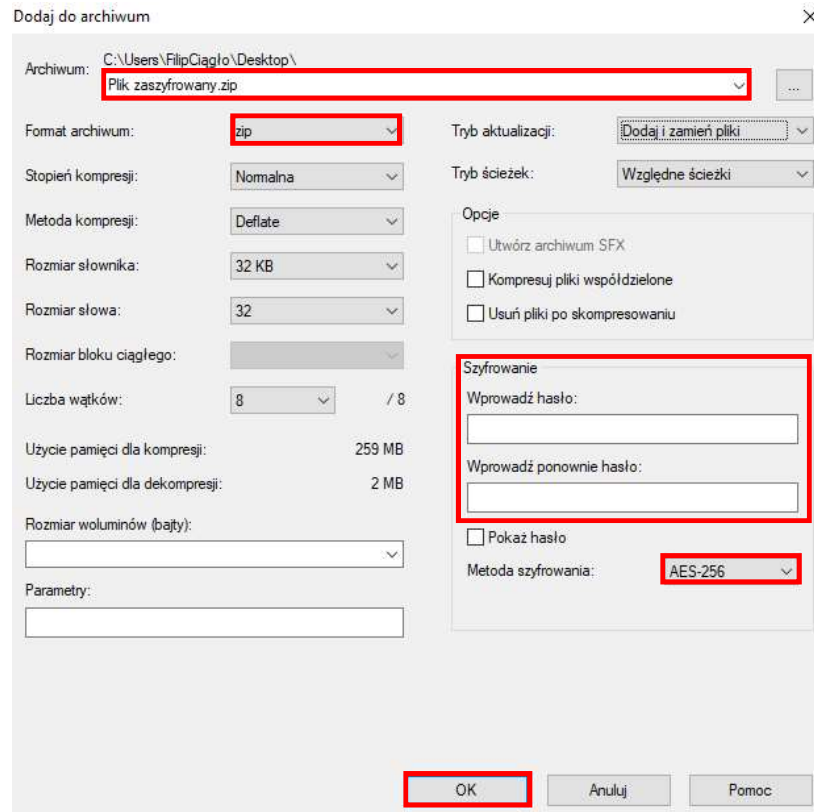 Dodaj do archiwum
Archiwum: C:\Users\FilipCiągło\Desktop\
Plik zaszyfrowany.zip
...
Format archiwum: zip
Stopień kompresji: Normalna
Metoda kompresji: Deflate
Rozmiar słownika: 32 KB
Rozmiar słowa: 32
Rozmiar bloku ciągłego:
Liczba wątków: 8 / 8
Użycie pamięci dla kompresji: 259 MB
Użycie pamięci dla dekompresji: 2 MB
Rozmiar woluminów (bajty):
Parametry:
Tryb aktualizacji: Dodaj i zamień pliki
Tryb ścieżek: Względne ścieżki
Opcje
Utwórz archiwum SFX
Kompresuj pliki współdzielone
Usuń pliki po skompresowaniu
Szyfrowanie
Wprowadź hasło:
Wprowadź ponownie hasło:
Pokaż hasło
Metoda szyfrowania: AES-256
OK Anuluj Pomoc